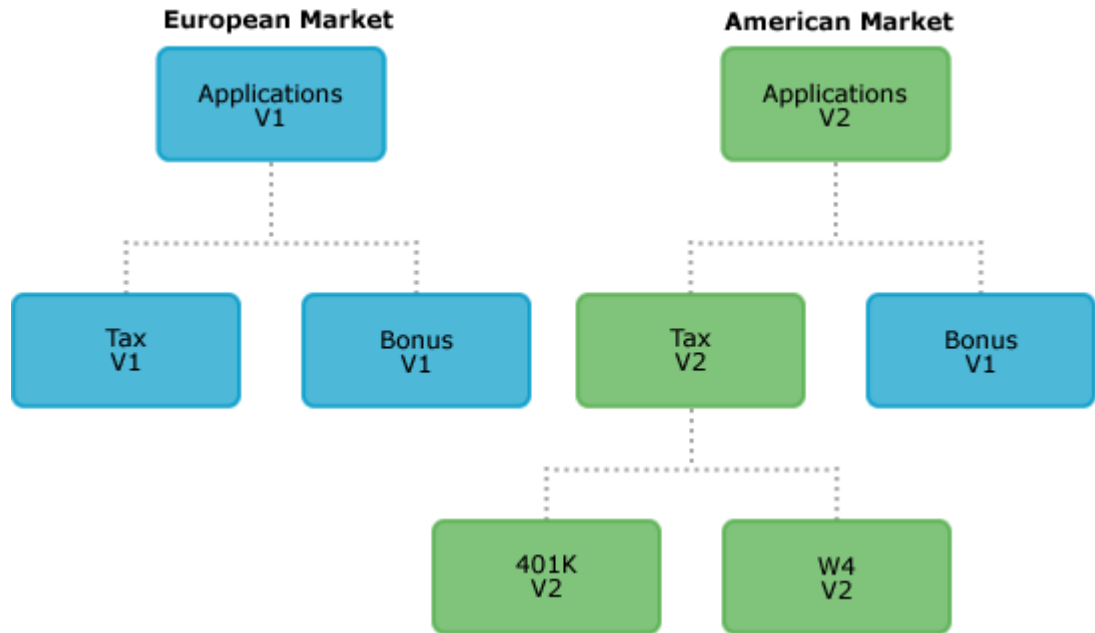 European Market
American Market
Applications
V1
Applications
V2
Tax
V1
Bonus
V1
Tax
V2
Bonus
V1
401K
V2
W4
V2